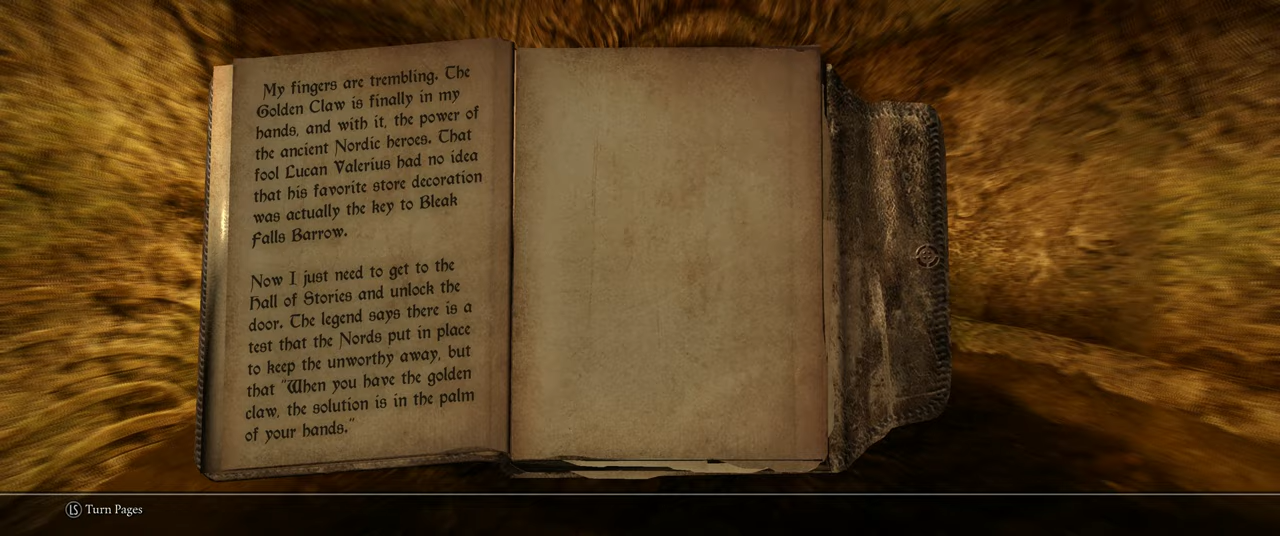 My fingers are trembling. The
Golden Claw is finally in my
hands, and with it, the power of
the ancient Nordic heroes. That
fool Lucan Valerius had no idea
that his favorite store decoration
was actually the key to Bleak
Falls Barrow.
Now I just need to get to the
Hall of Stories and unlock the
door. The legend says there is a
test that the Nords put in place
to keep the unworthy away, but
that "When you have the golden
claw, the solution is in the palm
of your hands."
LS Turn Pages